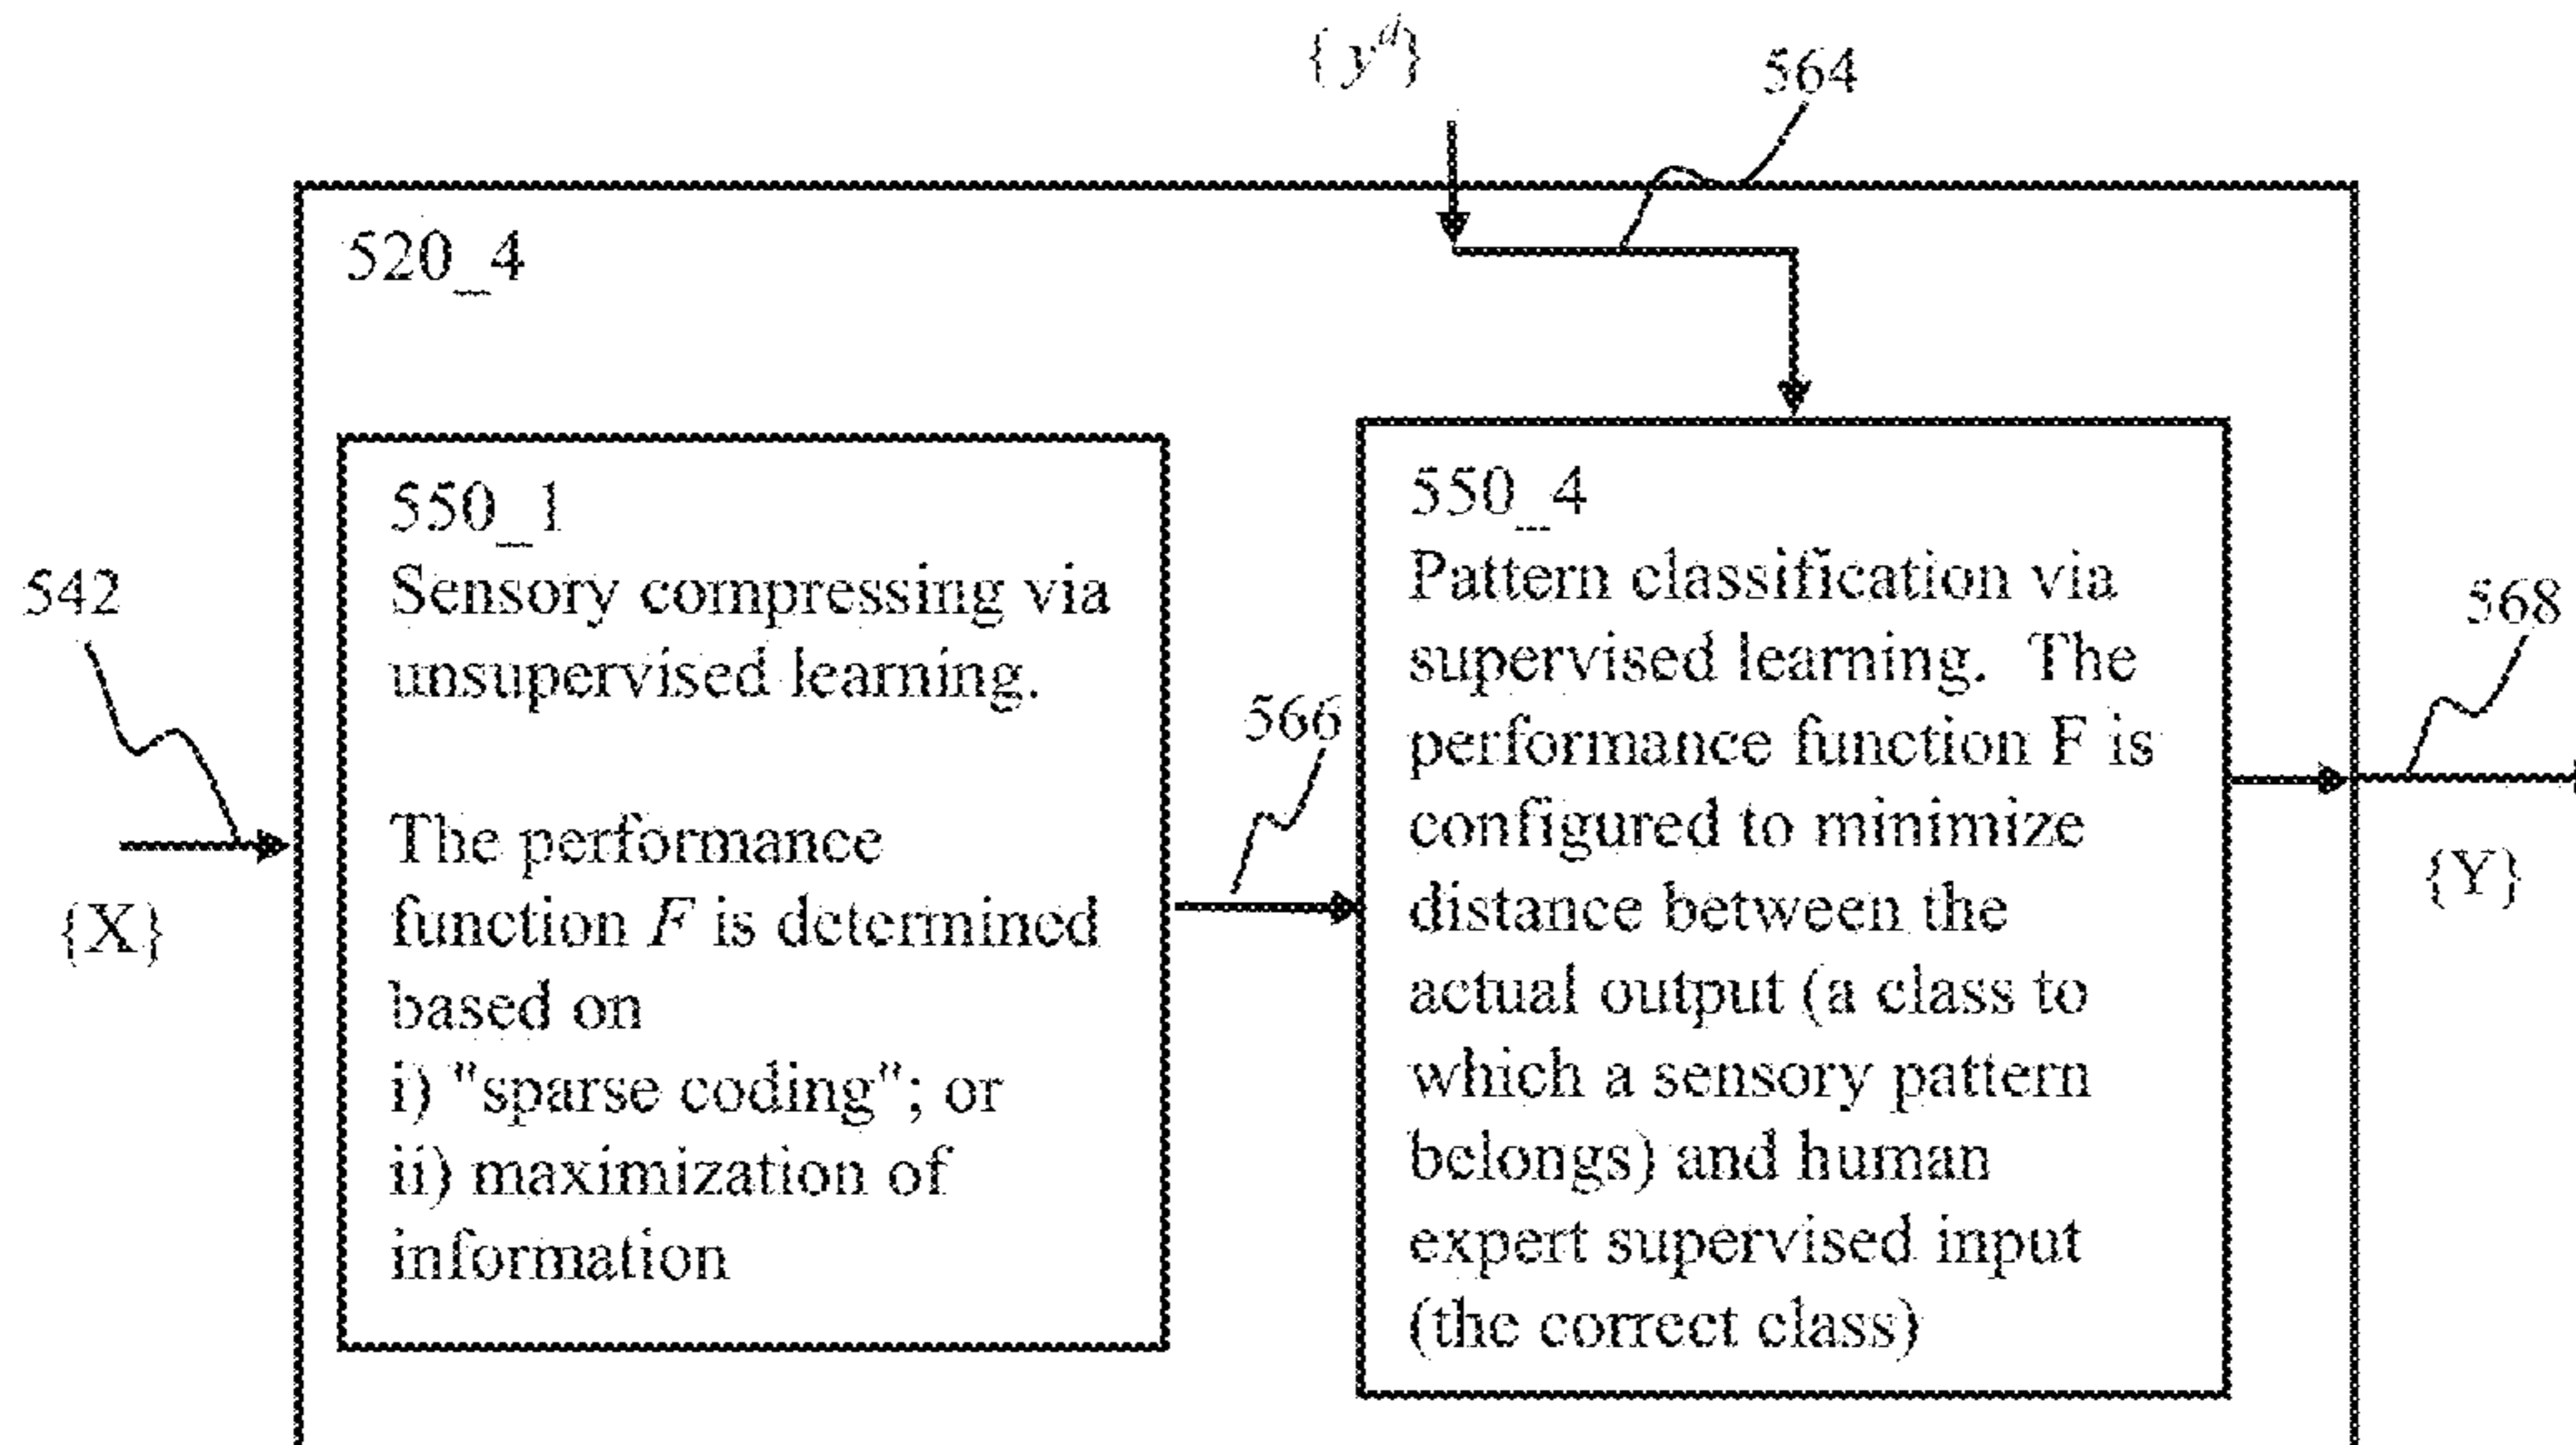 {y^d}
564
520_4
550_1
Sensory compressing via
unsupervised learning.
The performance
function F is determined
based on
i) "sparse coding"; or
ii) maximization of
information
550_4
Pattern classification via
supervised learning. The
performance function F is
configured to minimize
distance between the
actual output (a class to
which a sensory pattern
belongs) and human
expert supervised input
(the correct class)
542
{X}
566
568
{Y}